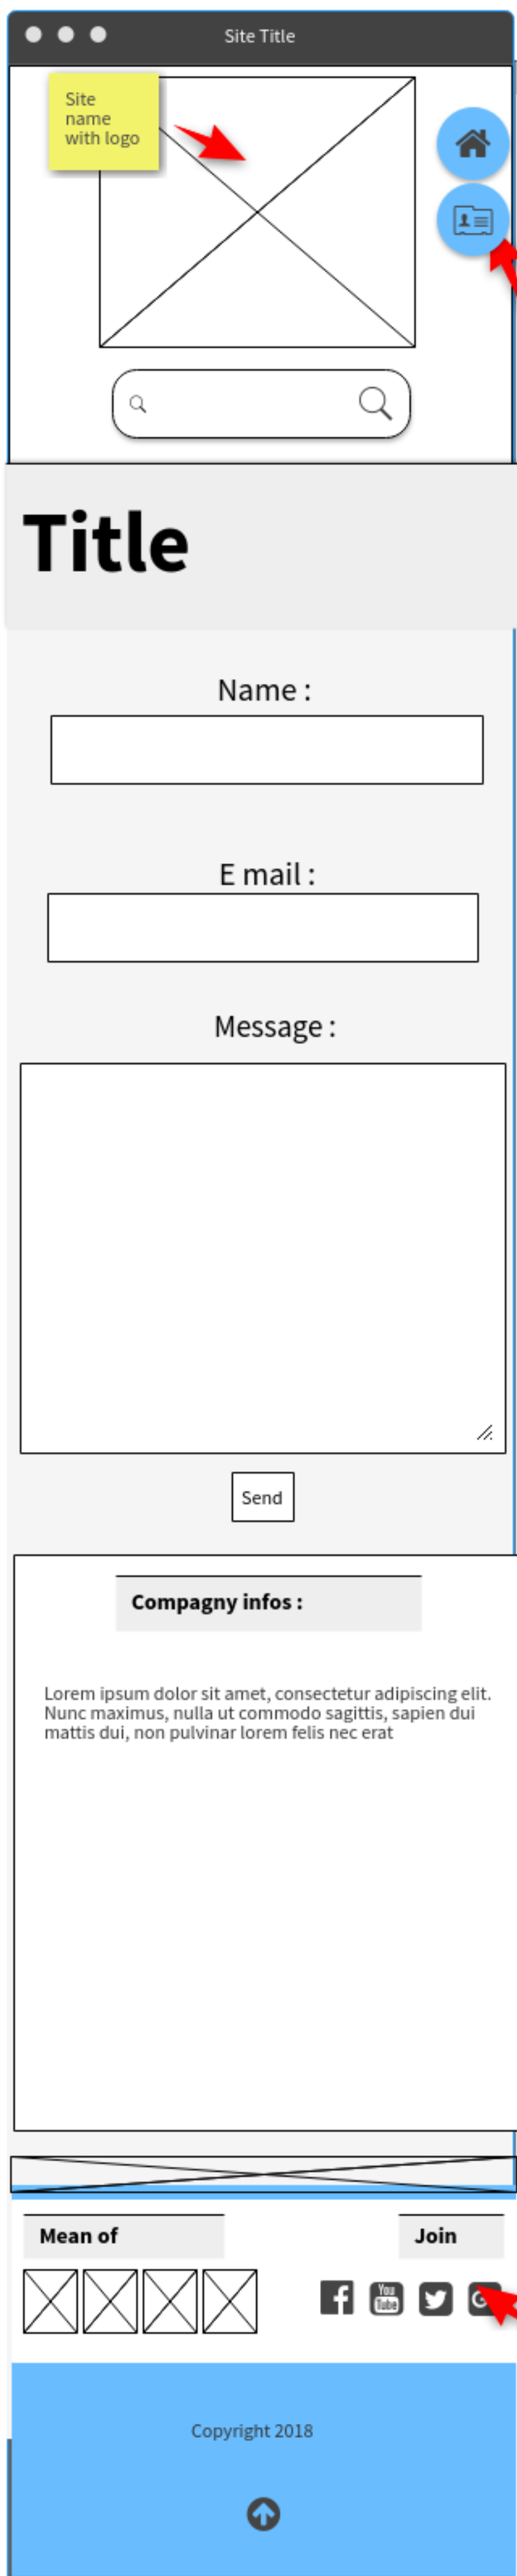 Site Title
Site
name
with logo
Title
Name :
E mail :
Message :
Send
Compagny infos :
Lorem ipsum dolor sit amet, consectetur adipiscing elit.
Nunc maximus, nulla ut commodo sagittis, sapien dui
mattis dui, non pulvinar lorem felis nec erat
Mean of
Join
You
Tube
Copyright 2018